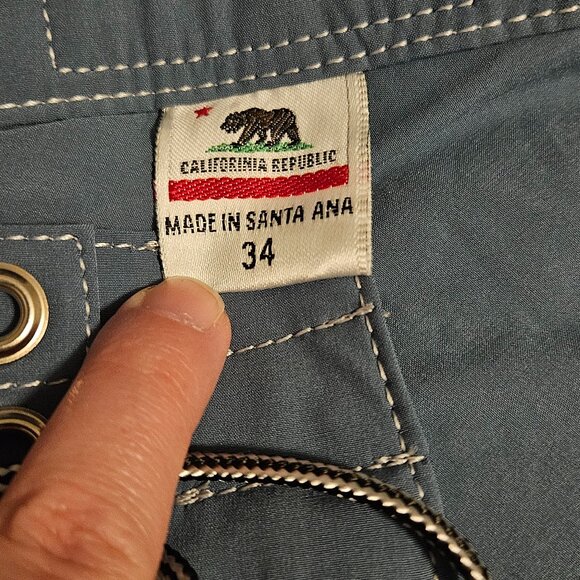 CALIFORINIA REPUBLIC
MADE IN SANTA ANA
34